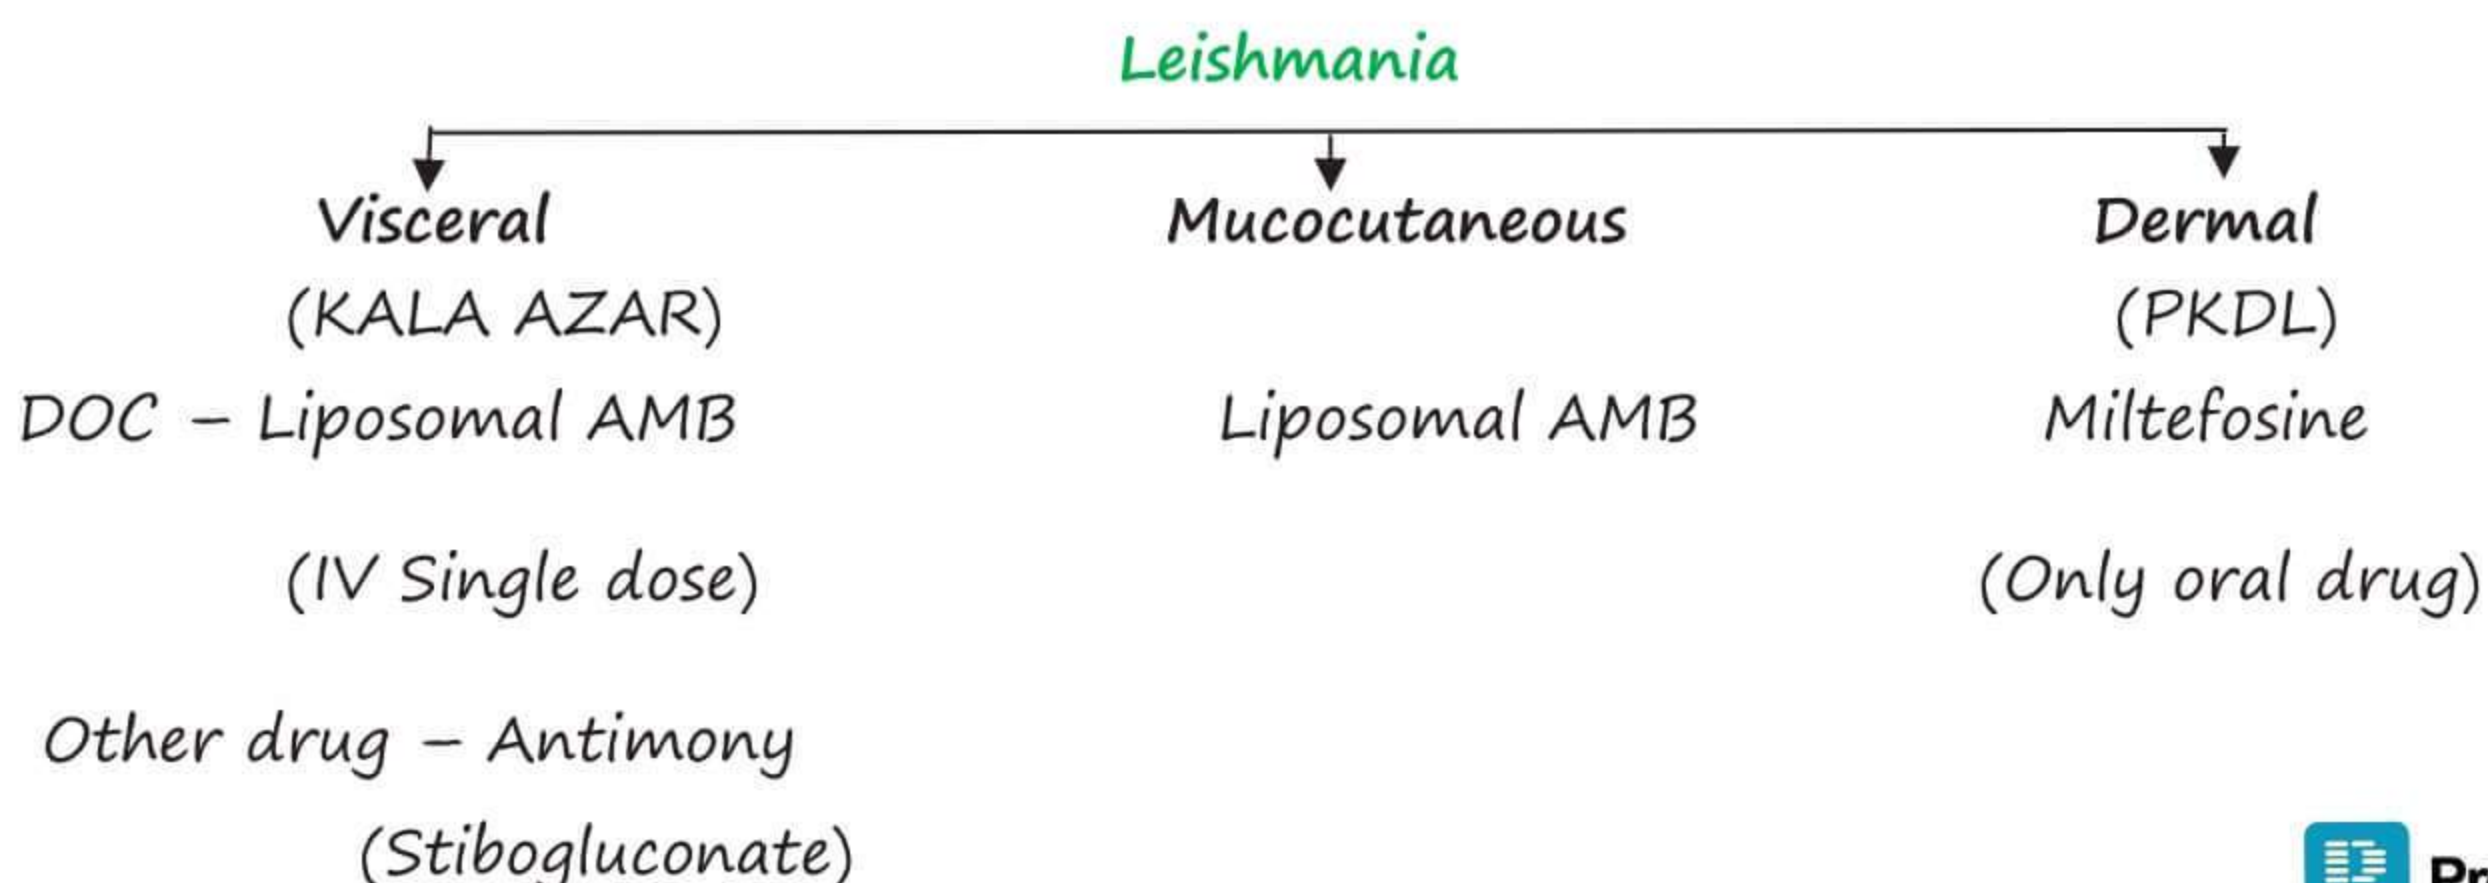 Leishmania
Visceral
Mucocutaneous
Dermal
(KALA AZAR)
(PKDL)
DOC – Liposomal AMB
Liposomal AMB
Miltefosine
(IV Single dose)
(Only oral drug)
Other drug – Antimony
(Stibogluconate)